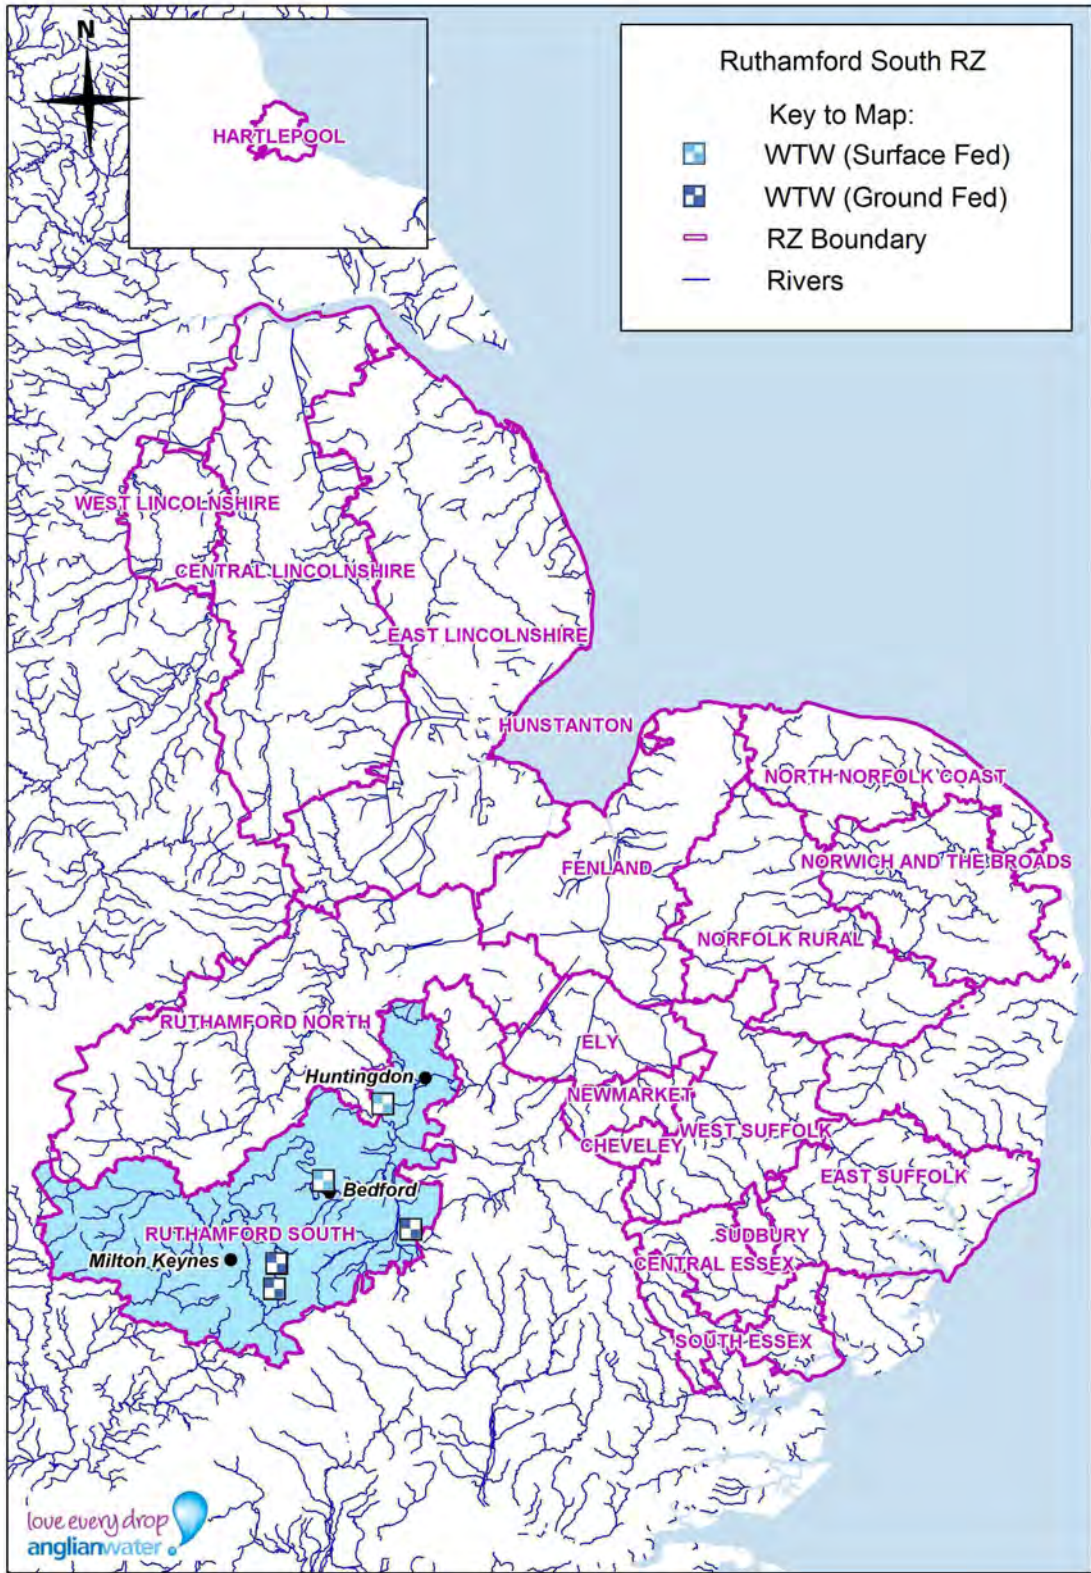 N
HARTLEPOOL
Ruthamford South RZ
Key to Map:
WTW (Surface Fed)
WTW (Ground Fed)
RZ Boundary
Rivers
WEST LINCOLNSHIRE
CENTRAL LINCOLNSHIRE
EAST LINCOLNSHIRE
HUNSTANTON
NORTH NORFOLK COAST
FENLAND
NORWICH AND THE BROADS
NORFOLK RURAL
RUTHAMFORD NORTH
ELY
Huntingdon
NEWMARKET
WEST SUFFOLK
CHEVELEY
EAST SUFFOLK
Bedford
RUTHAMFORD SOUTH
SUDBURY
Milton Keynes
CENTRAL ESSEX
SOUTH ESSEX
love every drop
anglianwater